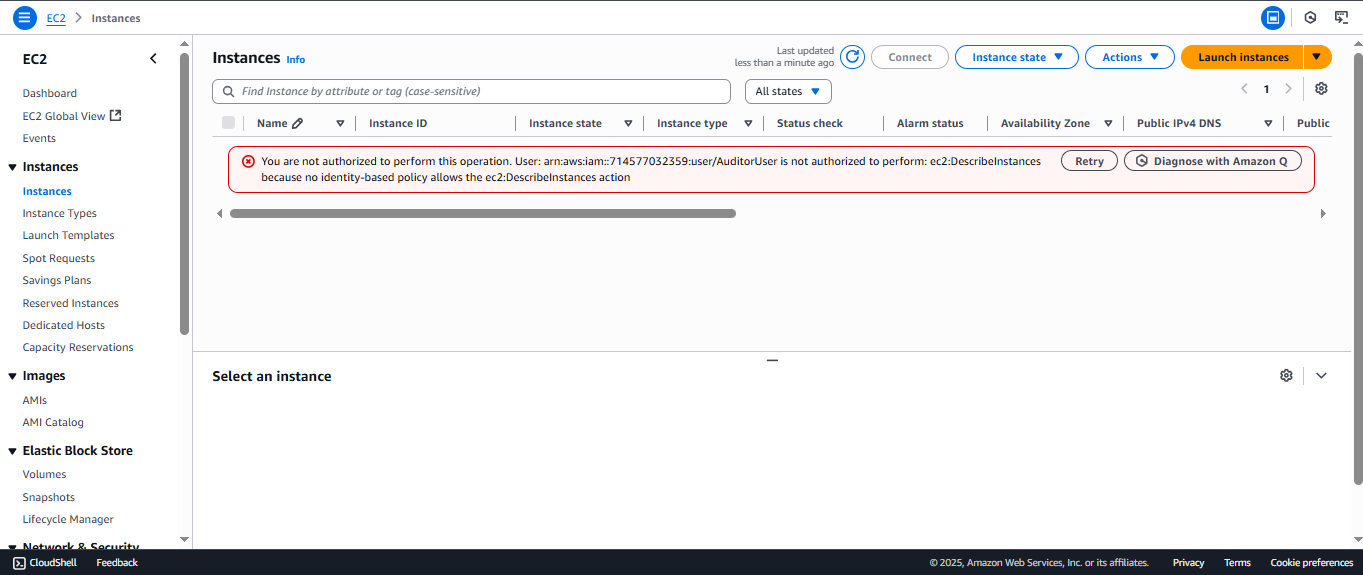 EC2 > Instances
EC2
Dashboard
EC2 Global View
Events
Instances
Instances
Instance Types
Launch Templates
Spot Requests
Savings Plans
Reserved Instances
Dedicated Hosts
Capacity Reservations
Images
AMIs
AMI Catalog
Elastic Block Store
Volumes
Snapshots
Lifecycle Manager
Network & Security
Instances Info
Last updated
less than a minute ago
Connect
Instance state
Actions
Launch instances
Find Instance by attribute or tag (case-sensitive)
All states
1
Name Instance ID Instance state Instance type Status check Alarm status Availability Zone Public IPv4 DNS Public
You are not authorized to perform this operation. User: arn:aws:iam::714577032359:user/AuditorUser is not authorized to perform: ec2:DescribeInstances
because no identity-based policy allows the ec2:DescribeInstances action
Retry
Diagnose with Amazon Q
Select an instance
CloudShell Feedback © 2025, Amazon Web Services, Inc. or its affiliates. Privacy Terms Cookie preferences